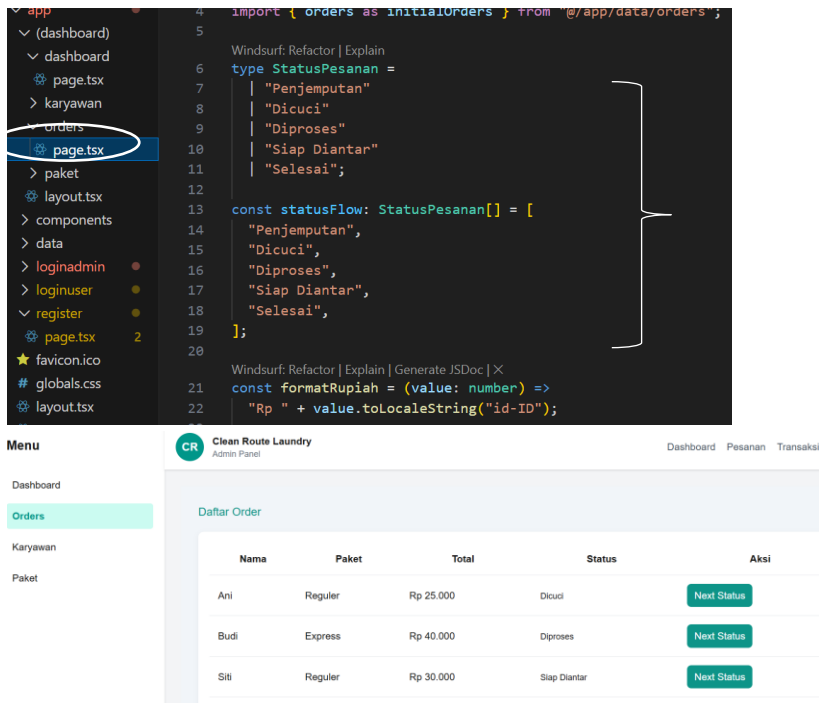 app
(dashboard)
dashboard
page.tsx
karyawan
orders
page.tsx
paket
layout.tsx
components
data
loginadmin
loginuser
register
page.tsx 2
favicon.ico
# globals.css
layout.tsx
4 import { orders as initialOrders } from "@/app/data/orders";
5
Windsurf: Refactor | Explain
6 type StatusPesanan =
7 | "Penjemputan"
8 | "Dicuci"
9 | "Diproses"
10 | "Siap Diantar"
11 | "Selesai";
12
13 const statusFlow: StatusPesanan[] = [
14 "Penjemputan",
15 "Dicuci",
16 "Diproses",
17 "Siap Diantar",
18 "Selesai",
19 ];
20
Windsurf: Refactor | Explain | Generate JSDoc | ×
21 const formatRupiah = (value: number) =>
22 "Rp " + value.toLocaleString("id-ID");
Menu
Dashboard
Orders
Karyawan
Paket
CR Clean Route Laundry
Admin Panel
Dashboard Pesanan Transaksi
Daftar Order
Nama Paket Total Status Aksi
Ani Reguler Rp 25.000 Dicuci Next Status
Budi Express Rp 40.000 Diproses Next Status
Siti Reguler Rp 30.000 Siap Diantar Next Status